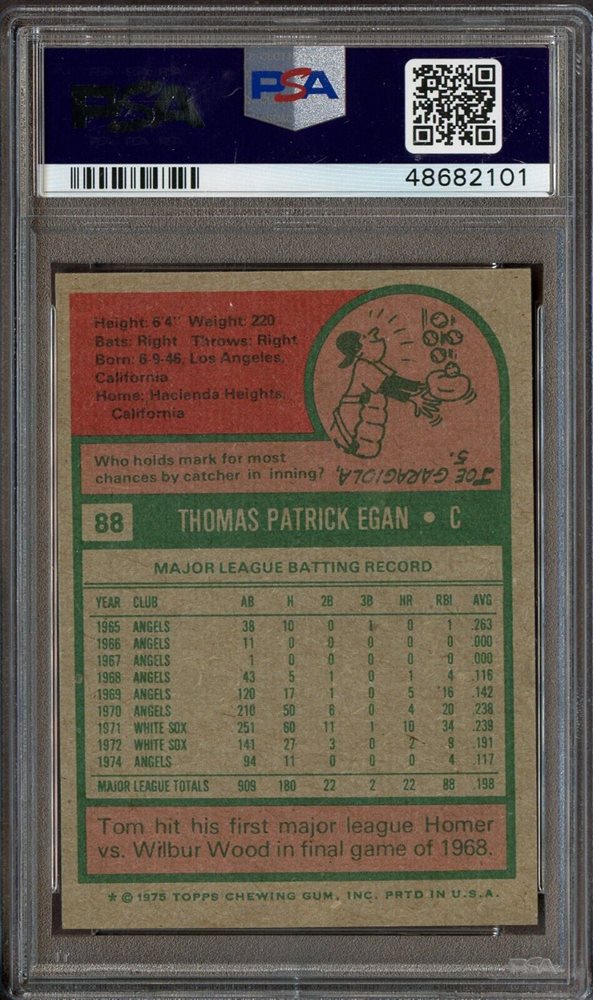 PSA
PSA
48682101
Height: 6'4" Weight: 220
Bats: Right Throws: Right
Born: 6-9-46, Los Angeles,
California
Home: Hacienda Heights,
California
Who holds mark for most
chances by catcher in inning?
JOE GARAGIOLA,
5.
88 THOMAS PATRICK EGAN • C
MAJOR LEAGUE BATTING RECORD
YEAR CLUB AB H 2B 3B HR RBI AVG
1965 ANGELS 38 10 0 1 0 1 .263
1966 ANGELS 11 0 0 0 0 0 .000
1967 ANGELS 1 0 0 0 0 0 .000
1968 ANGELS 43 5 1 0 1 4 .116
1969 ANGELS 120 17 1 0 5 16 .142
1970 ANGELS 210 50 6 0 4 20 .238
1971 WHITE SOX 251 60 11 1 10 34 .239
1972 WHITE SOX 141 27 3 0 2 9 .191
1974 ANGELS 94 11 0 0 0 4 .117
MAJOR LEAGUE TOTALS 909 180 22 2 22 88 .198
Tom hit his first major league Homer
vs. Wilbur Wood in final game of 1968.
* © 1975 TOPPS CHEWING GUM, INC. PRTD IN U.S.A.